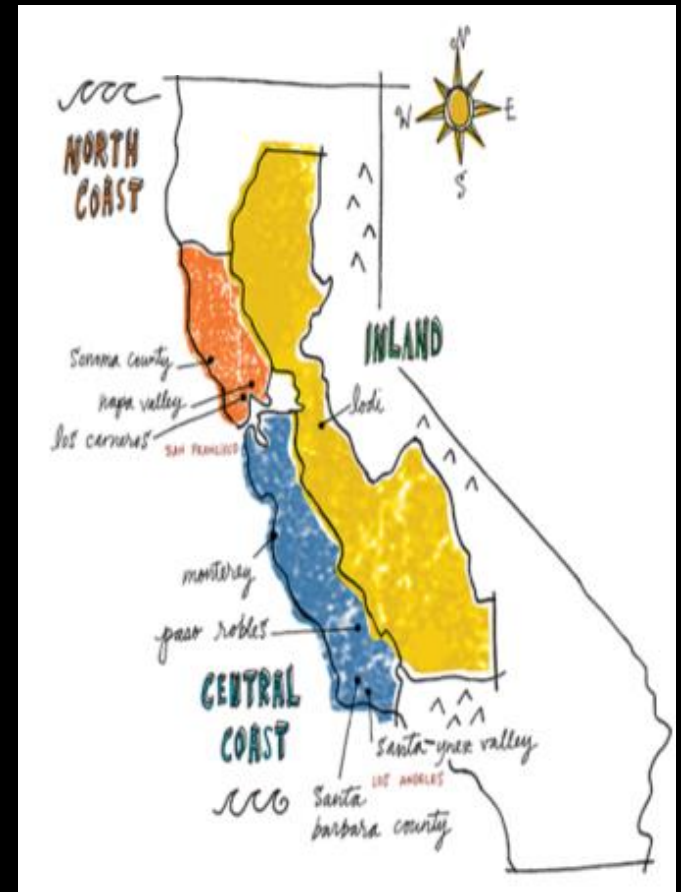 N
W
E
S
NORTH
COAST
INLAND
Sonoma county
napa valley
los carneros
SAN FRANCISCO
lodi
monterey
paso robles
CENTRAL
COAST
Santa-ynez valley
LOS ANGELES
Santa
barbara county